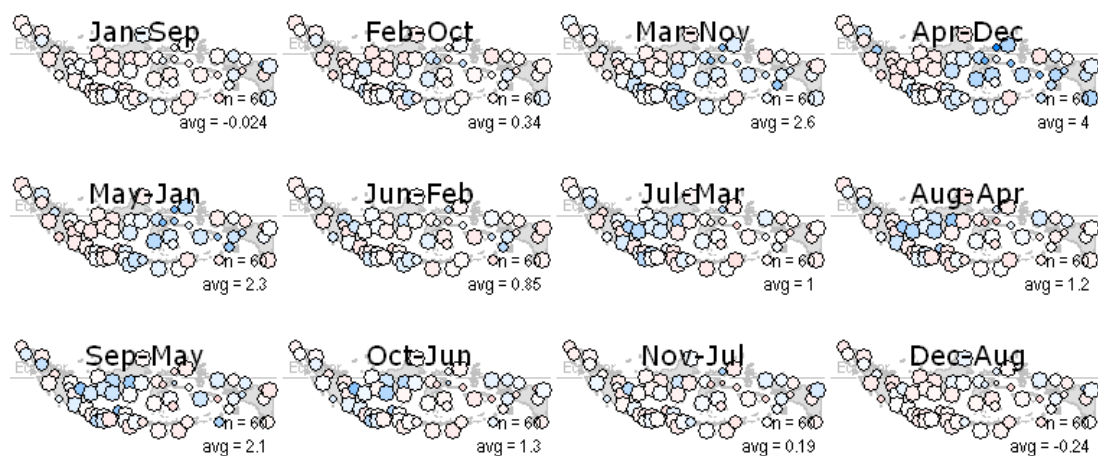 Jan-Sep
Feb-Oct
Mar-Nov
Apr-Dec
n = 60
n = 60
n = 60
n = 60
avg = -0.024
avg = 0.34
avg = 2.6
avg = 4
May-Jan
Jun-Feb
Jul-Mar
Aug-Apr
n = 60
n = 60
n = 60
n = 60
avg = 2.3
avg = 0.85
avg = 1
avg = 1.2
Sep-May
Oct-Jun
Nov-Jul
Dec-Aug
n = 60
n = 60
n = 60
n = 60
avg = 2.1
avg = 1.3
avg = 0.19
avg = -0.24